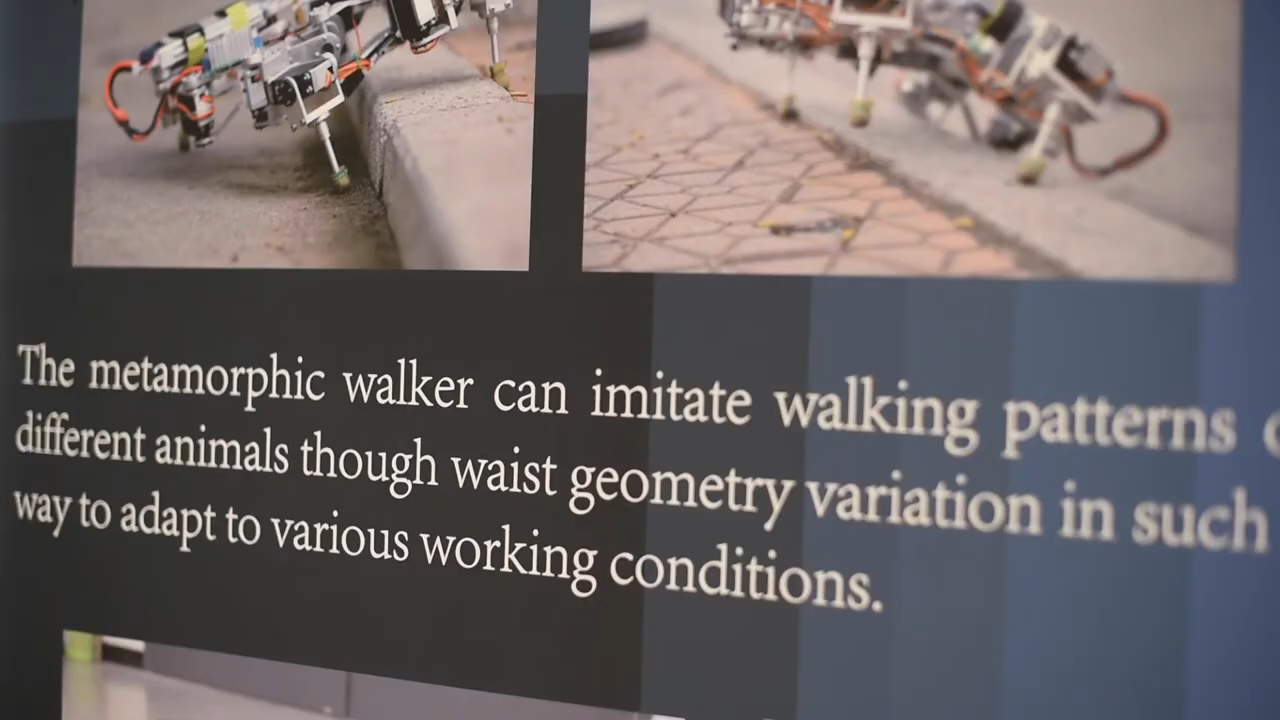 The metamorphic walker can imitate walking patterns
different animals though waist geometry variation in such
way to adapt to various working conditions.